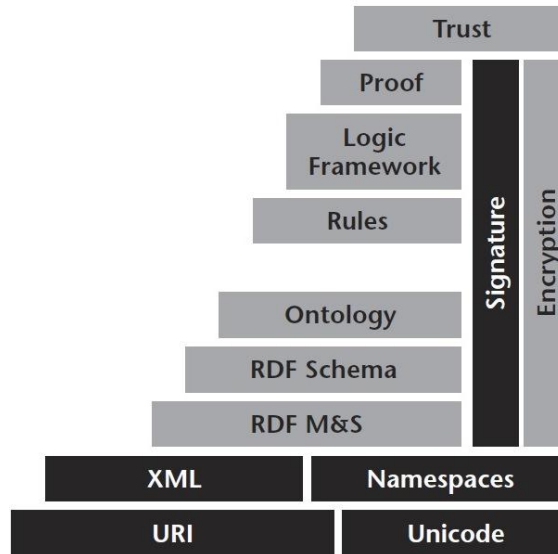 Trust
Proof
Logic
Framework
Rules
Ontology
RDF Schema
RDF M&S
Signature
Encryption
XML
Namespaces
URI
Unicode